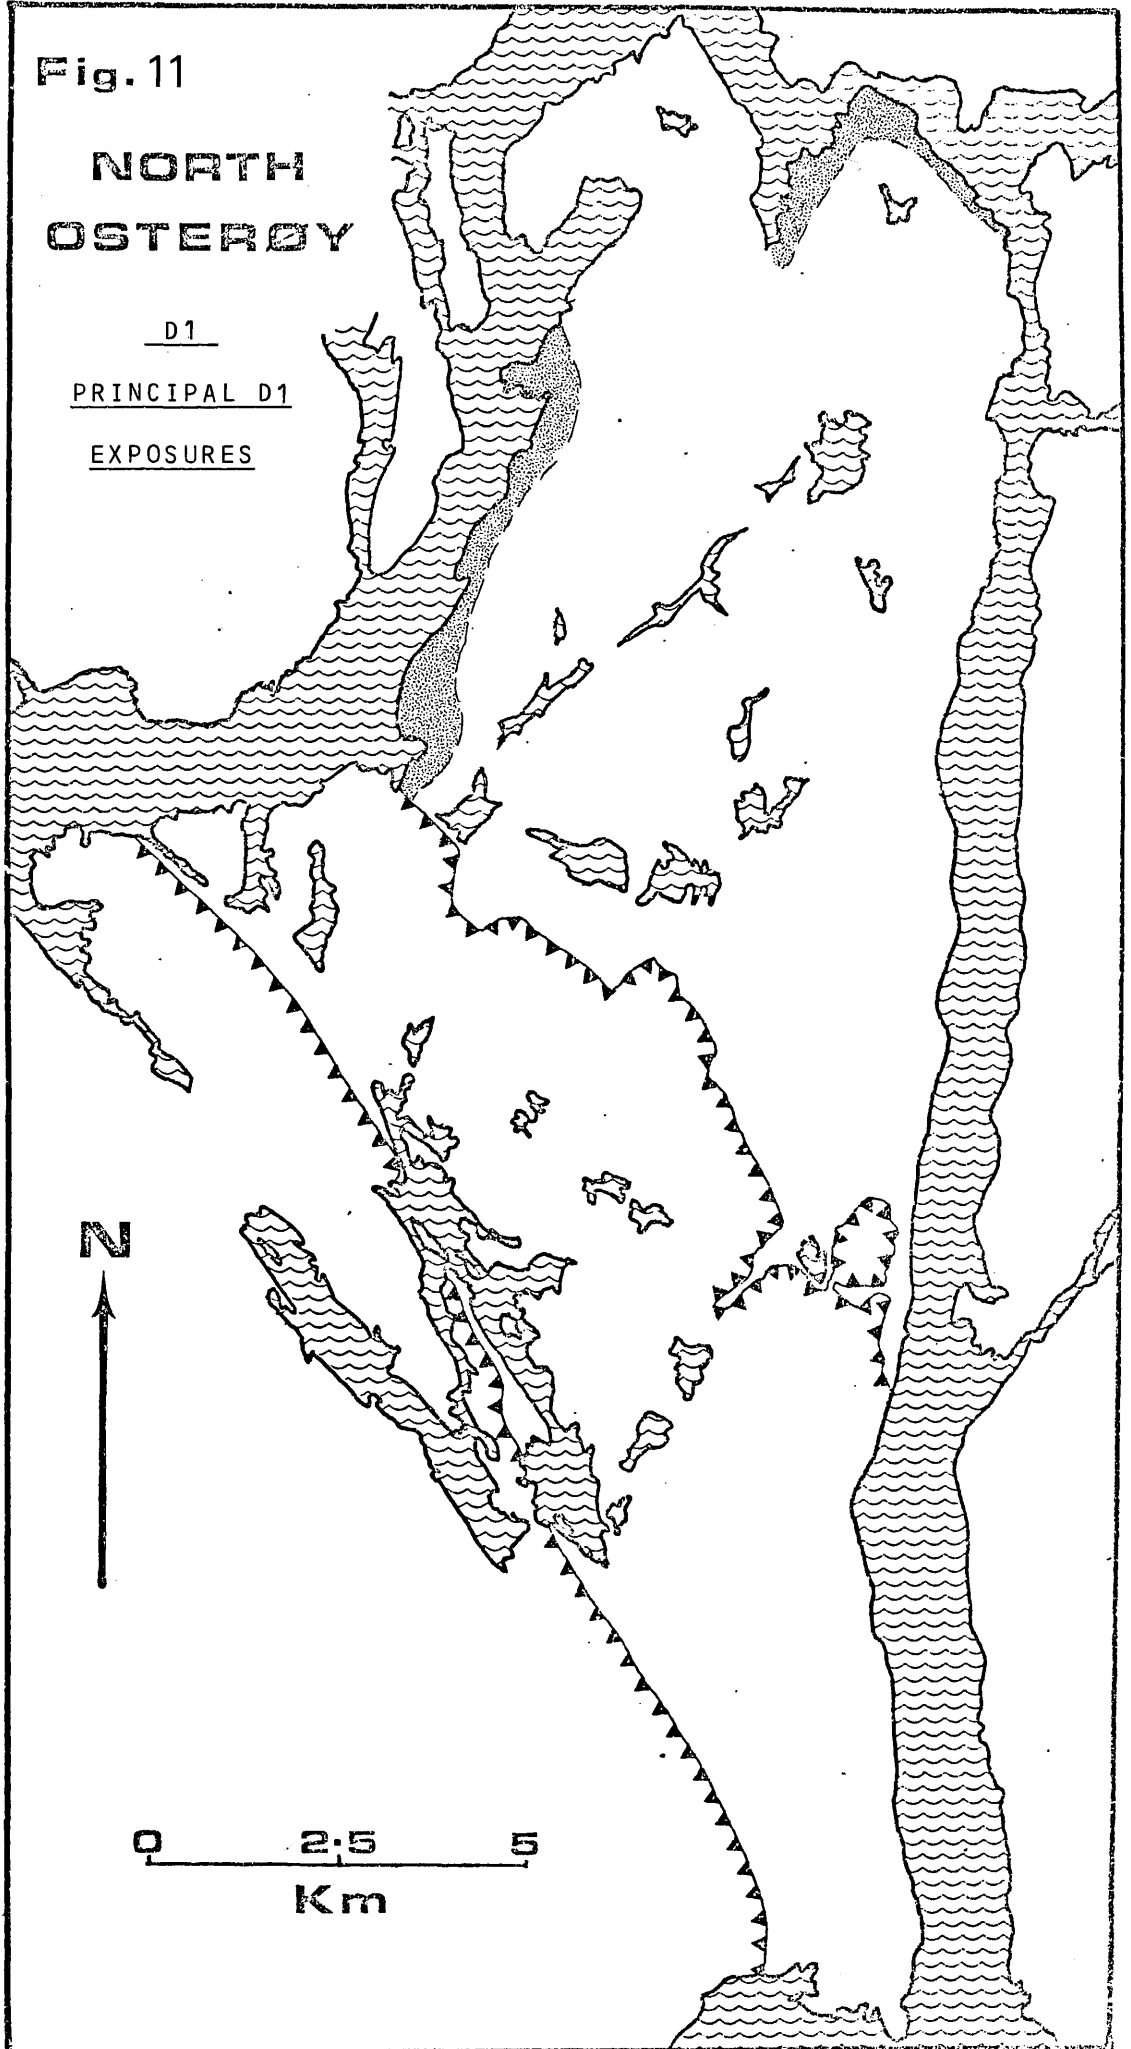 Fig. 11
NORTH
OSTERØY
D1
PRINCIPAL D1
EXPOSURES
N
0 2·5 5
Km